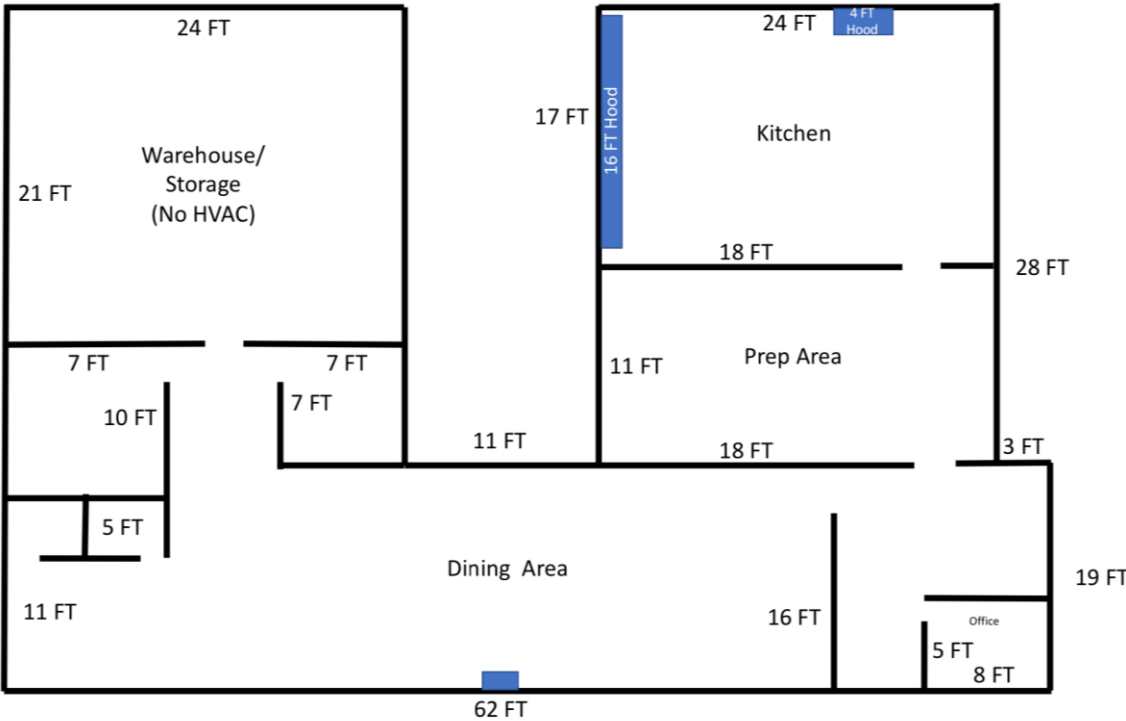 24 FT
24 FT
4 FT
Hood
17 FT
16 FT Hood
Kitchen
Warehouse/
Storage
(No HVAC)
21 FT
18 FT
28 FT
7 FT
7 FT
11 FT
Prep Area
10 FT
7 FT
11 FT
18 FT
3 FT
5 FT
Dining Area
19 FT
11 FT
16 FT
Office
5 FT
8 FT
62 FT